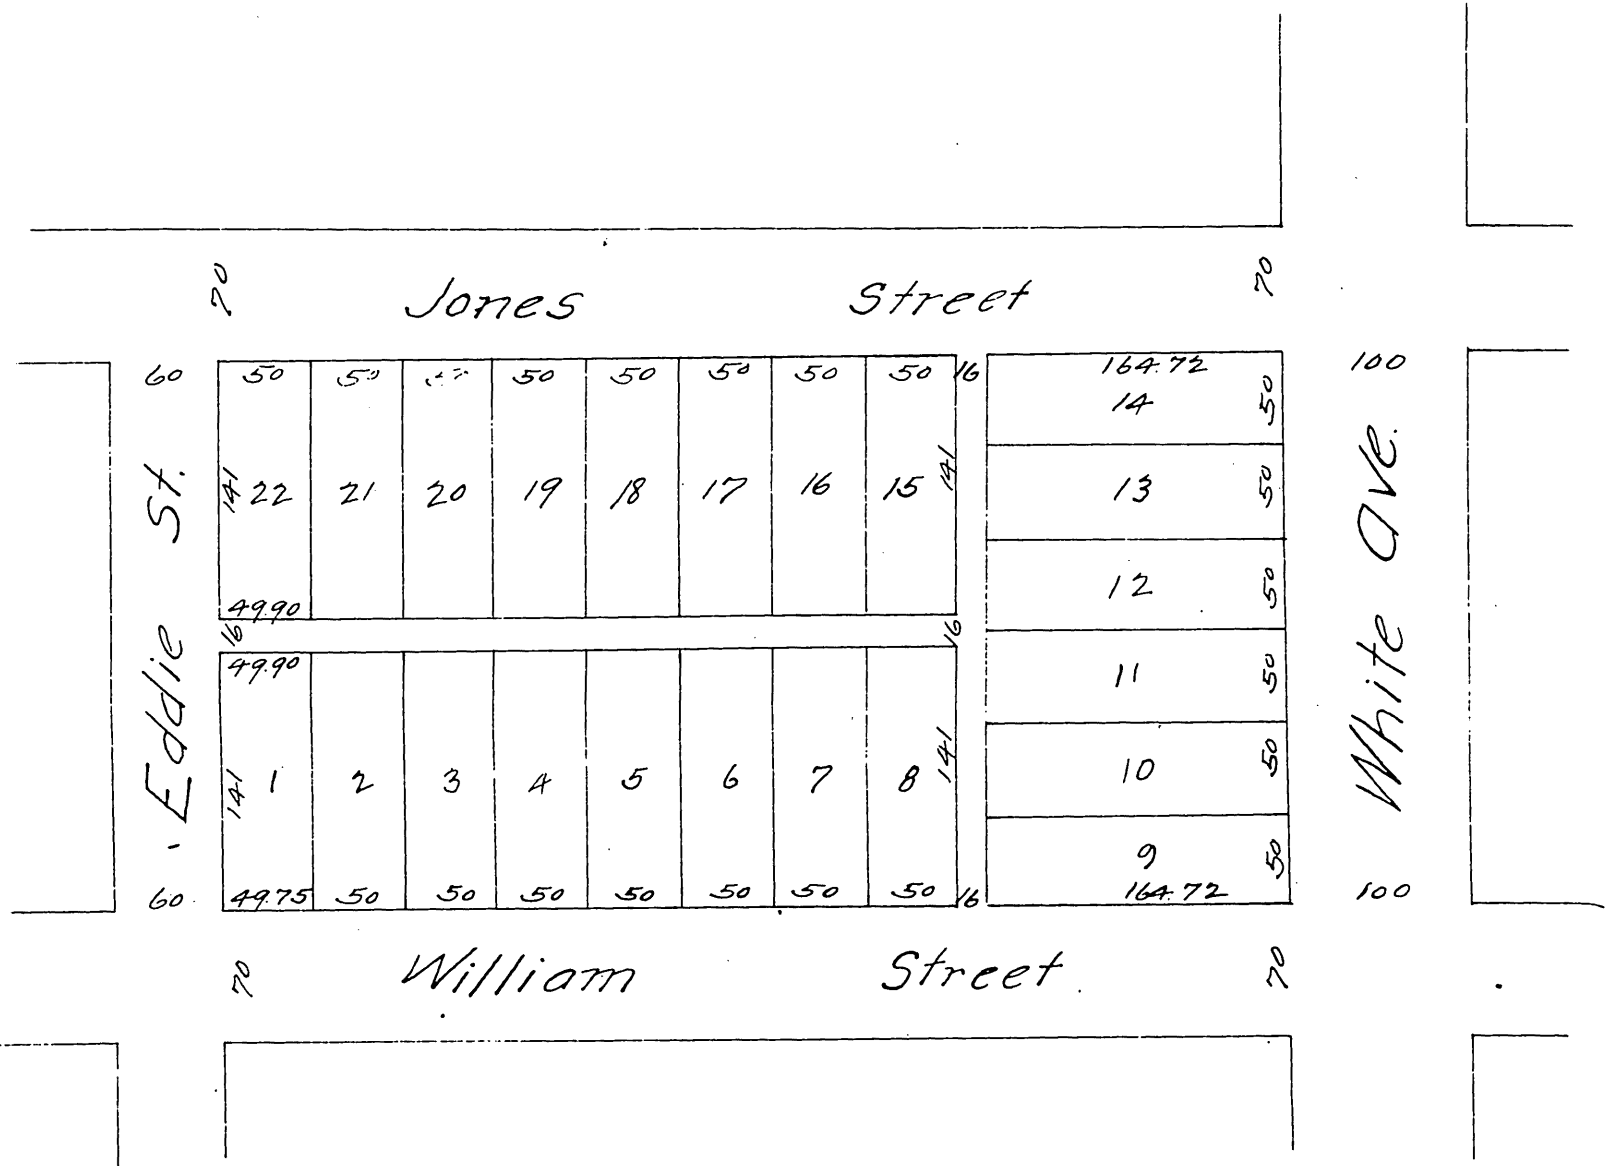 70 Jones Street 70
60 50 50 50 50 50 50 50 16 164.72 100
14 50
141 22 21 20 19 18 17 16 15 141 13 50
12 50
49.90
16 16
49.90
11 50
Eddie St.
White Ave.
141 1 2 3 4 5 6 7 8 141 10 50
9 50
60 49.75 50 50 50 50 50 50 50 16 164.72 100
70 William Street 70